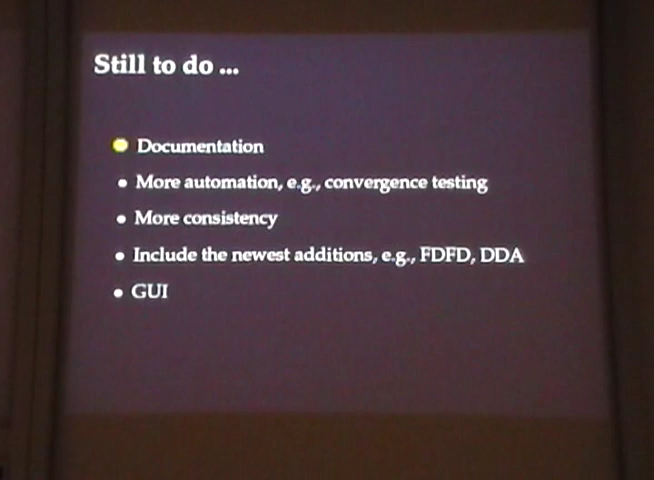 Still to do ...
• Documentation
• More automation, e.g., convergence testing
• More consistency
• Include the newest additions, e.g., FDFD, DDA
• GUI